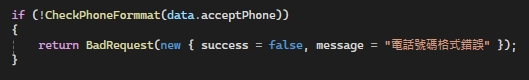 if (!CheckPhoneFormmat(data.acceptPhone))
{
return BadRequest(new { success = false, message = "電話號碼格式錯誤" });
}